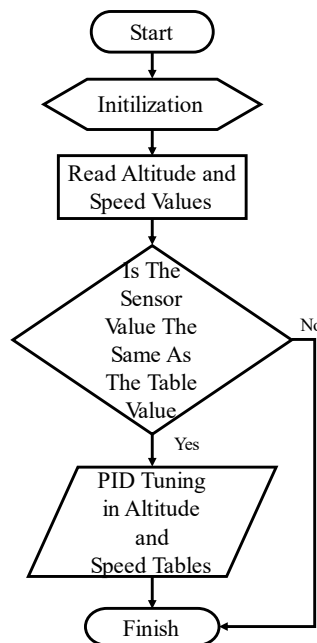 Start
Initilization
Read Altitude and
Speed Values
Is The
Sensor
Value The
Same As
The Table
Value
No
Yes
PID Tuning
in Altitude
and
Speed Tables
Finish